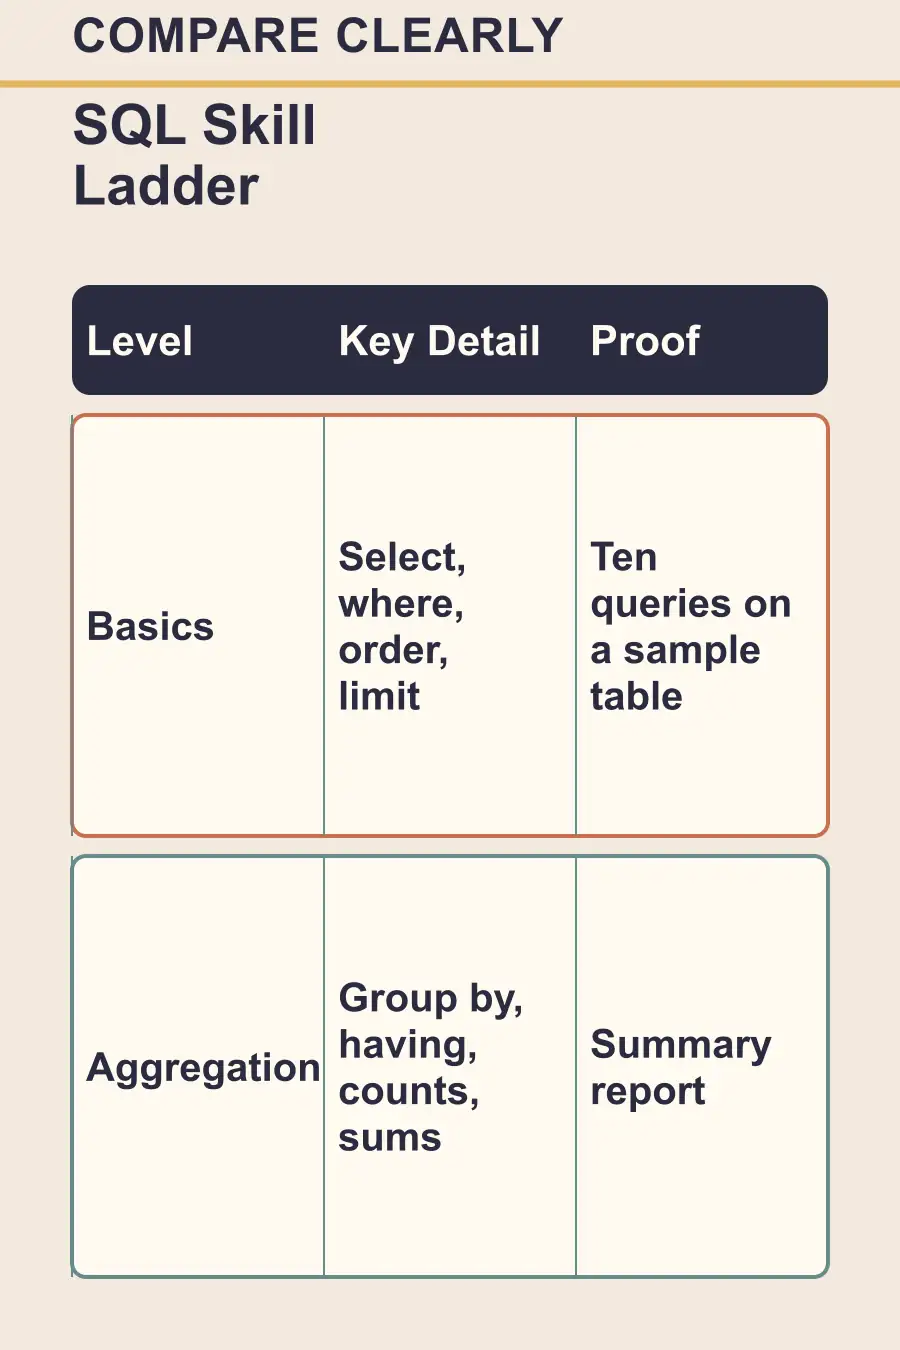 COMPARE CLEARLY
SQL Skill
Ladder
Level Key Detail Proof
Basics
Select,
where,
order,
limit
Ten
queries on
a sample
table
Aggregation
Group by,
having,
counts,
sums
Summary
report